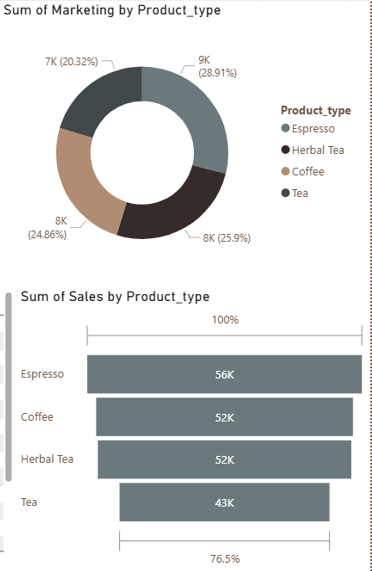 Sum of Marketing by Product_type
7K (20.32%)
9K
(28.91%)
8K
(24.86%)
8K (25.9%)
Product_type
Espresso
Herbal Tea
Coffee
Tea
Sum of Sales by Product_type
100%
Espresso 56K
Coffee 52K
Herbal Tea 52K
Tea 43K
76.5%